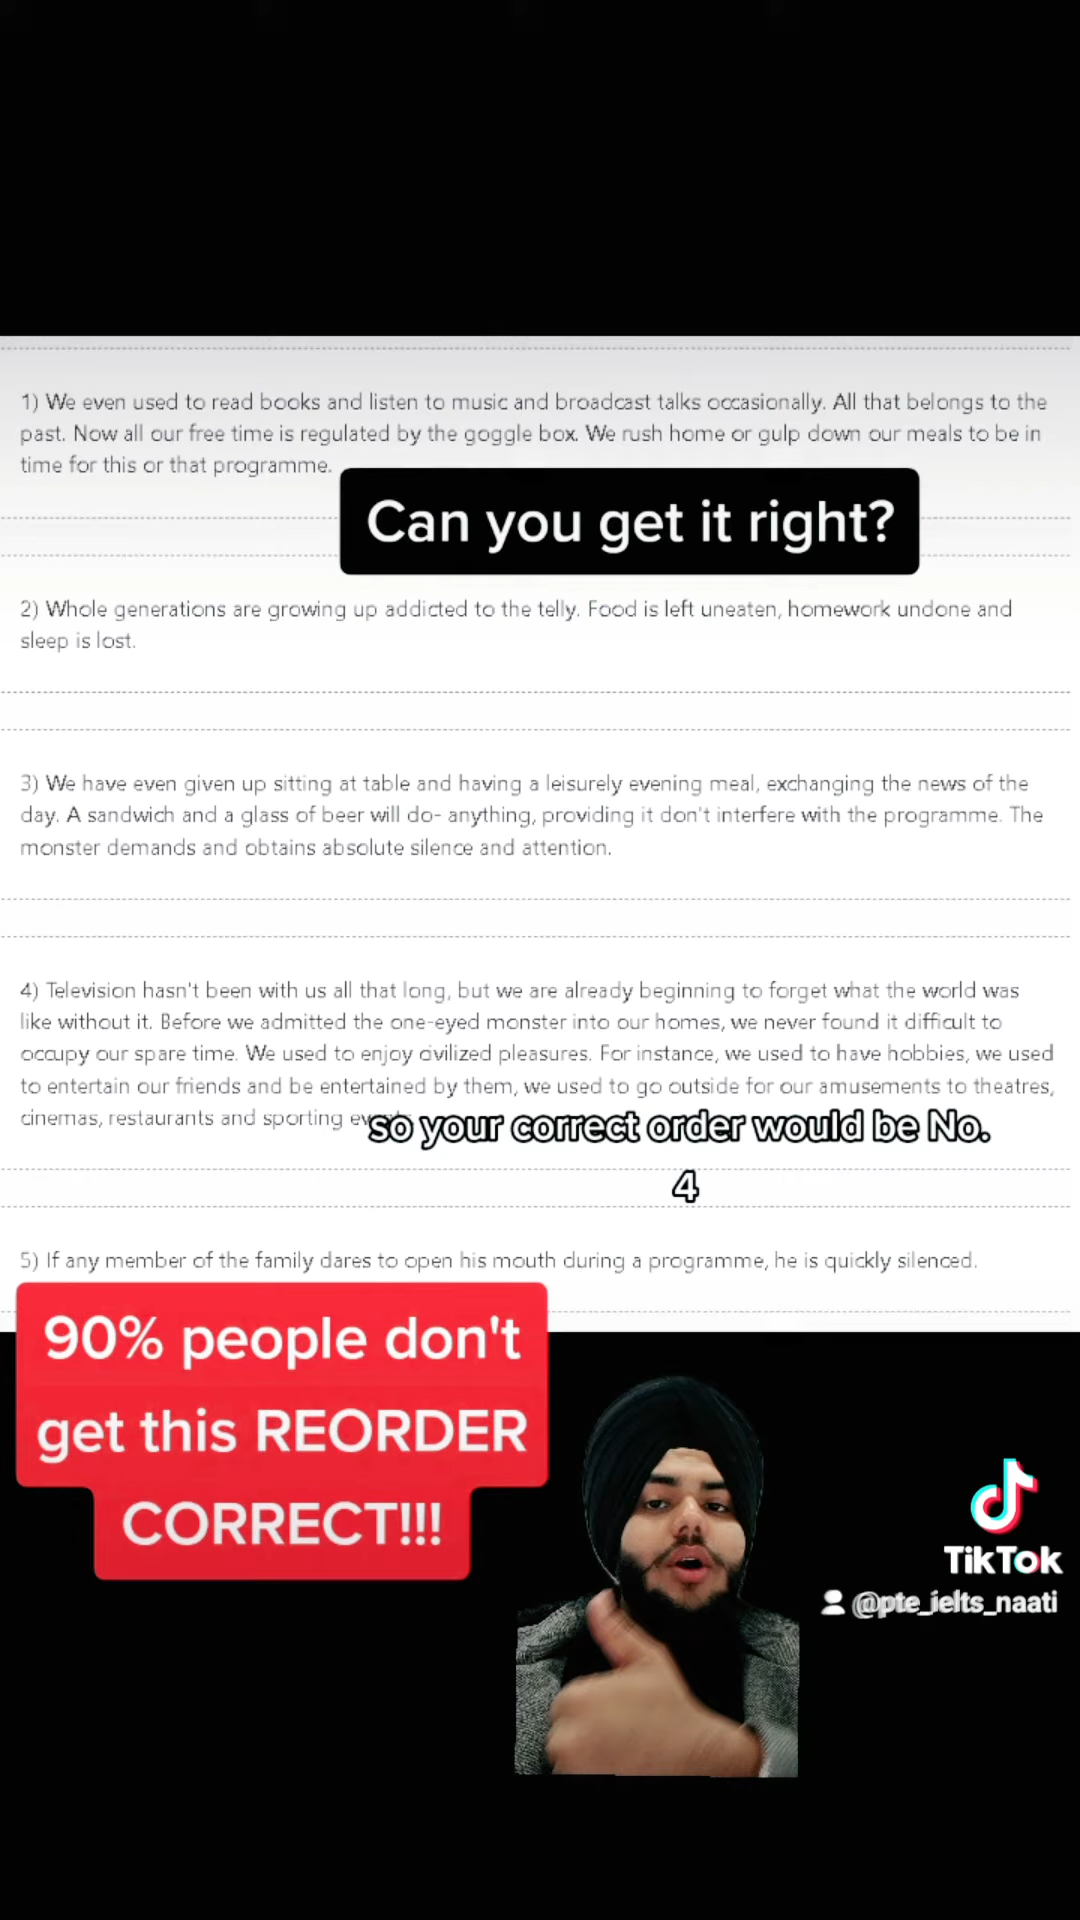 1) We even used to read books and listen to music and broadcast talks occasionally. All that belongs to the
past. Now all our free time is regulated by the goggle box. We rush home or gulp down our meals to be in
time for this or that programme.
Can you get it right?
2) Whole generations are growing up addicted to the telly. Food is left uneaten, homework undone and
sleep is lost.
3) We have even given up sitting at table and having a leisurely evening meal, exchanging the news of the
day. A sandwich and a glass of beer will do- anything, providing it don't interfere with the programme. The
monster demands and obtains absolute silence and attention.
4) Television hasn't been with us all that long, but we are already beginning to forget what the world was
like without it. Before we admitted the one-eyed monster into our homes, we never found it difficult to
occupy our spare time. We used to enjoy civilized pleasures. For instance, we used to have hobbies, we used
to entertain our friends and be entertained by them, we used to go outside for our amusements to theatres,
cinemas, restaurants and sporting
so your correct order would be No.
4
5) If any member of the family dares to open his mouth during a programme, he is quickly silenced.
90% people don't
get this REORDER
CORRECT!!!
TikTok
@pte_ielts_naati